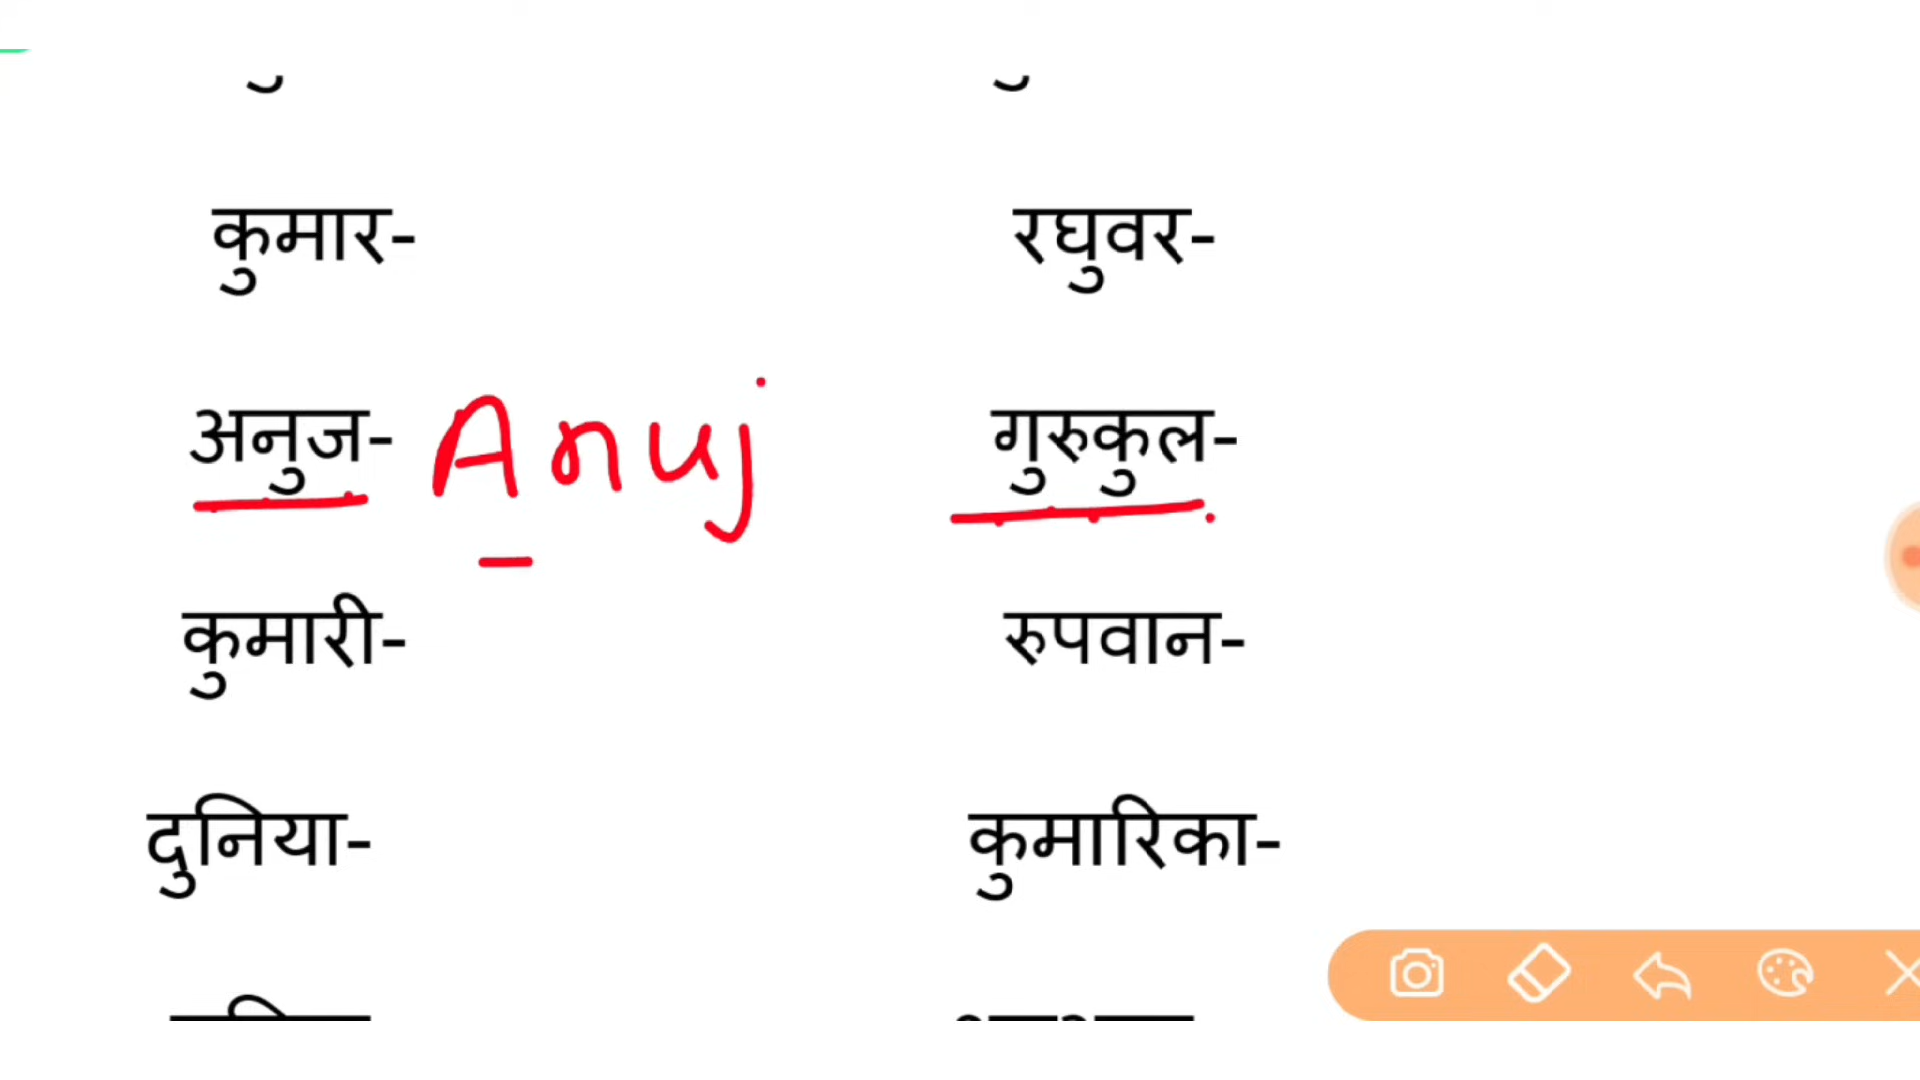 कुमार- रघुवर-
अनुज- Anuj गुरुकुल-
कुमारी- रुपवान-
दुनिया- कुमारिका-